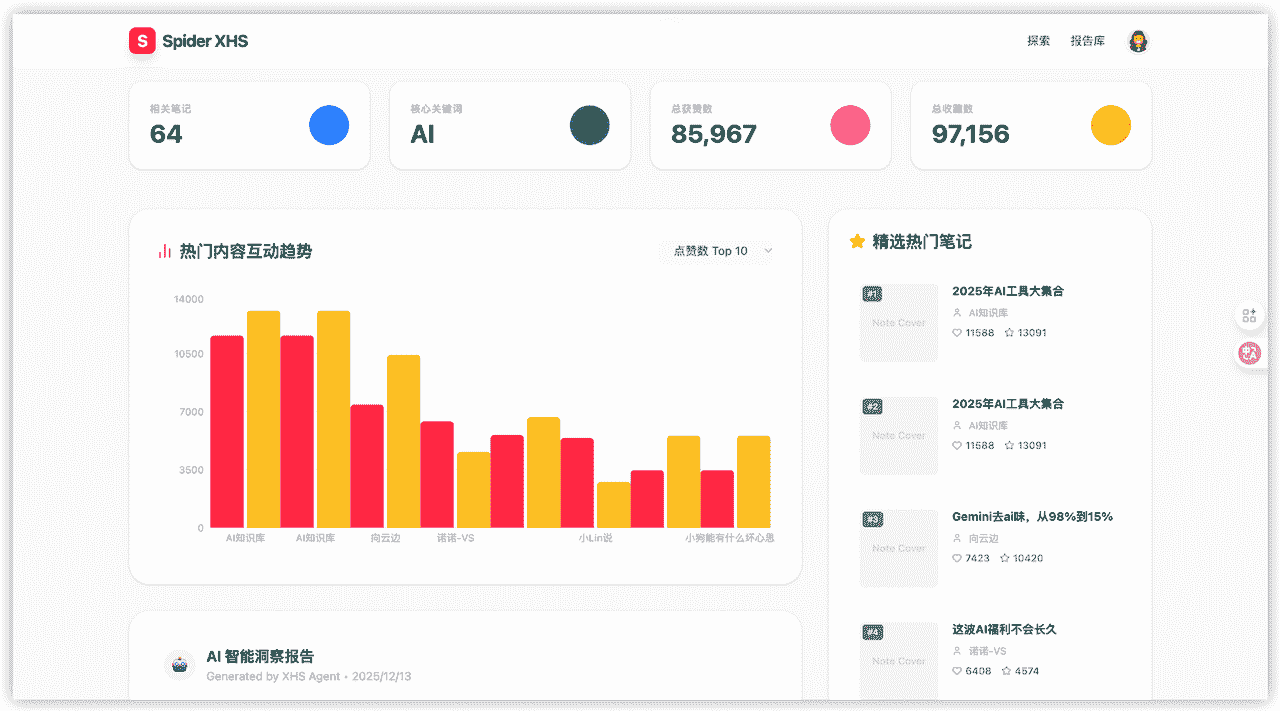 S Spider XHS
探索 报告库
相关笔记
64
核心关键词
AI
总获赞数
85,967
总收藏数
97,156
热门内容互动趋势
点赞数 Top 10
14000
10500
7000
3500
0
AI知识库 AI知识库 向云边 诺诺-VS 小Lin说 小狗能有什么坏心思
AI 智能洞察报告
Generated by XHS Agent • 2025/12/13
精选热门笔记
#1
Note Cover
2025年AI工具大集合
AI知识库
11588 13091
#2
Note Cover
2025年AI工具大集合
AI知识库
11588 13091
#3
Note Cover
Gemini去ai味，从98%到15%
向云边
7423 10420
#4
Note Cover
这波AI福利不会长久
诺诺-VS
6408 4574